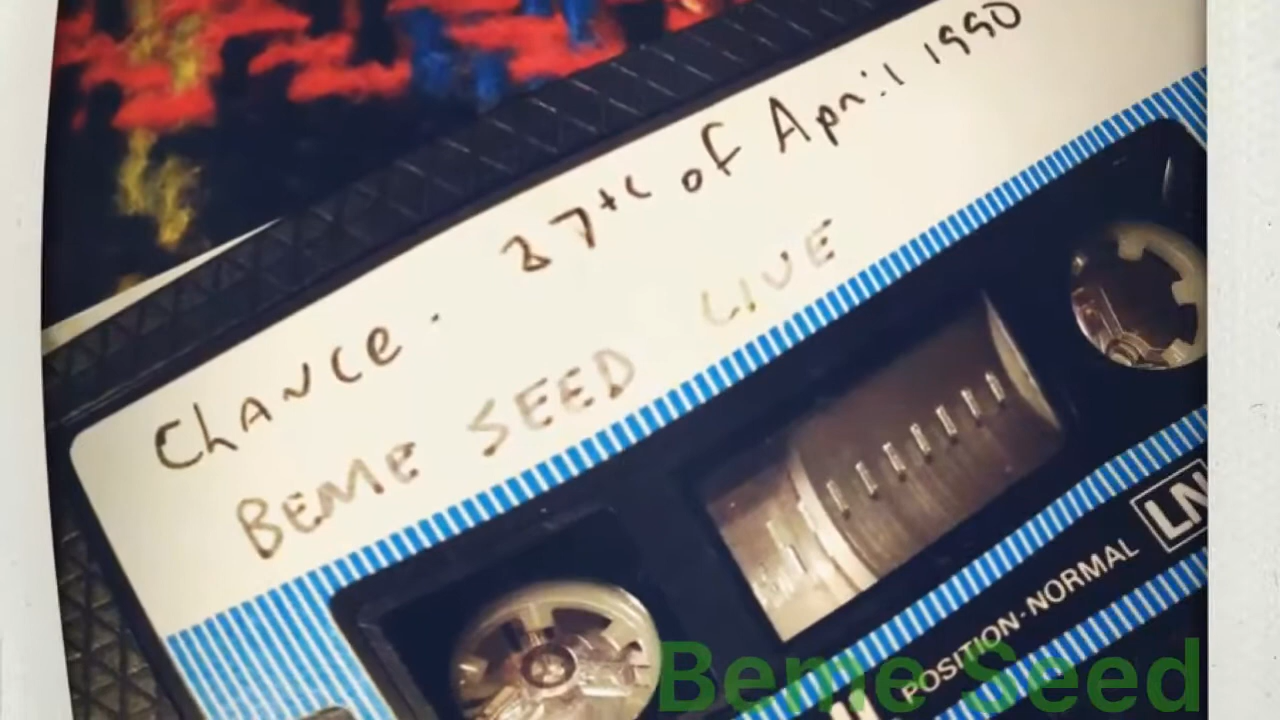 Chance. 27th of April 1990
BEME SEED LIVE
LN
POSITION-NORMAL
Beme Seed